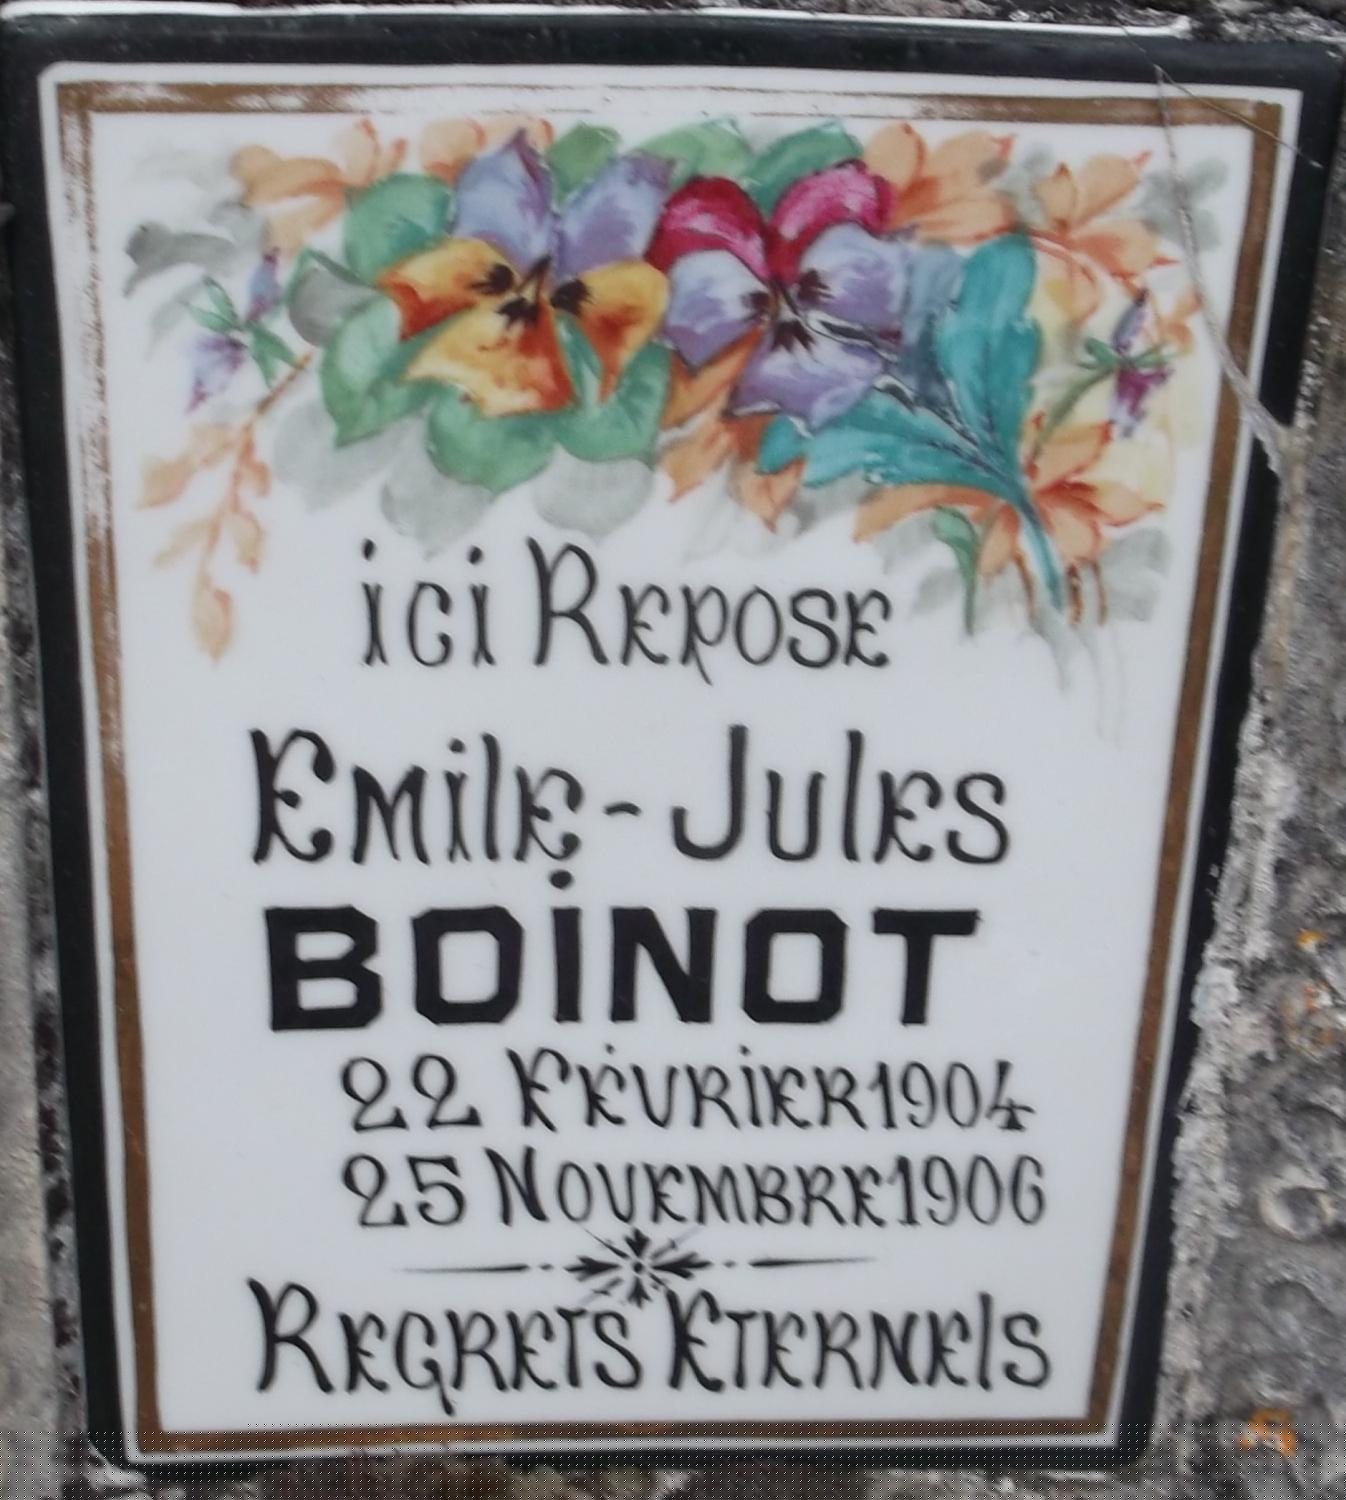 ici Repose
Emile-Jules
BOiNOT
22 FÉVRiER 1904
25 NOVEMBRE 1906
REGRETS ETERNElS